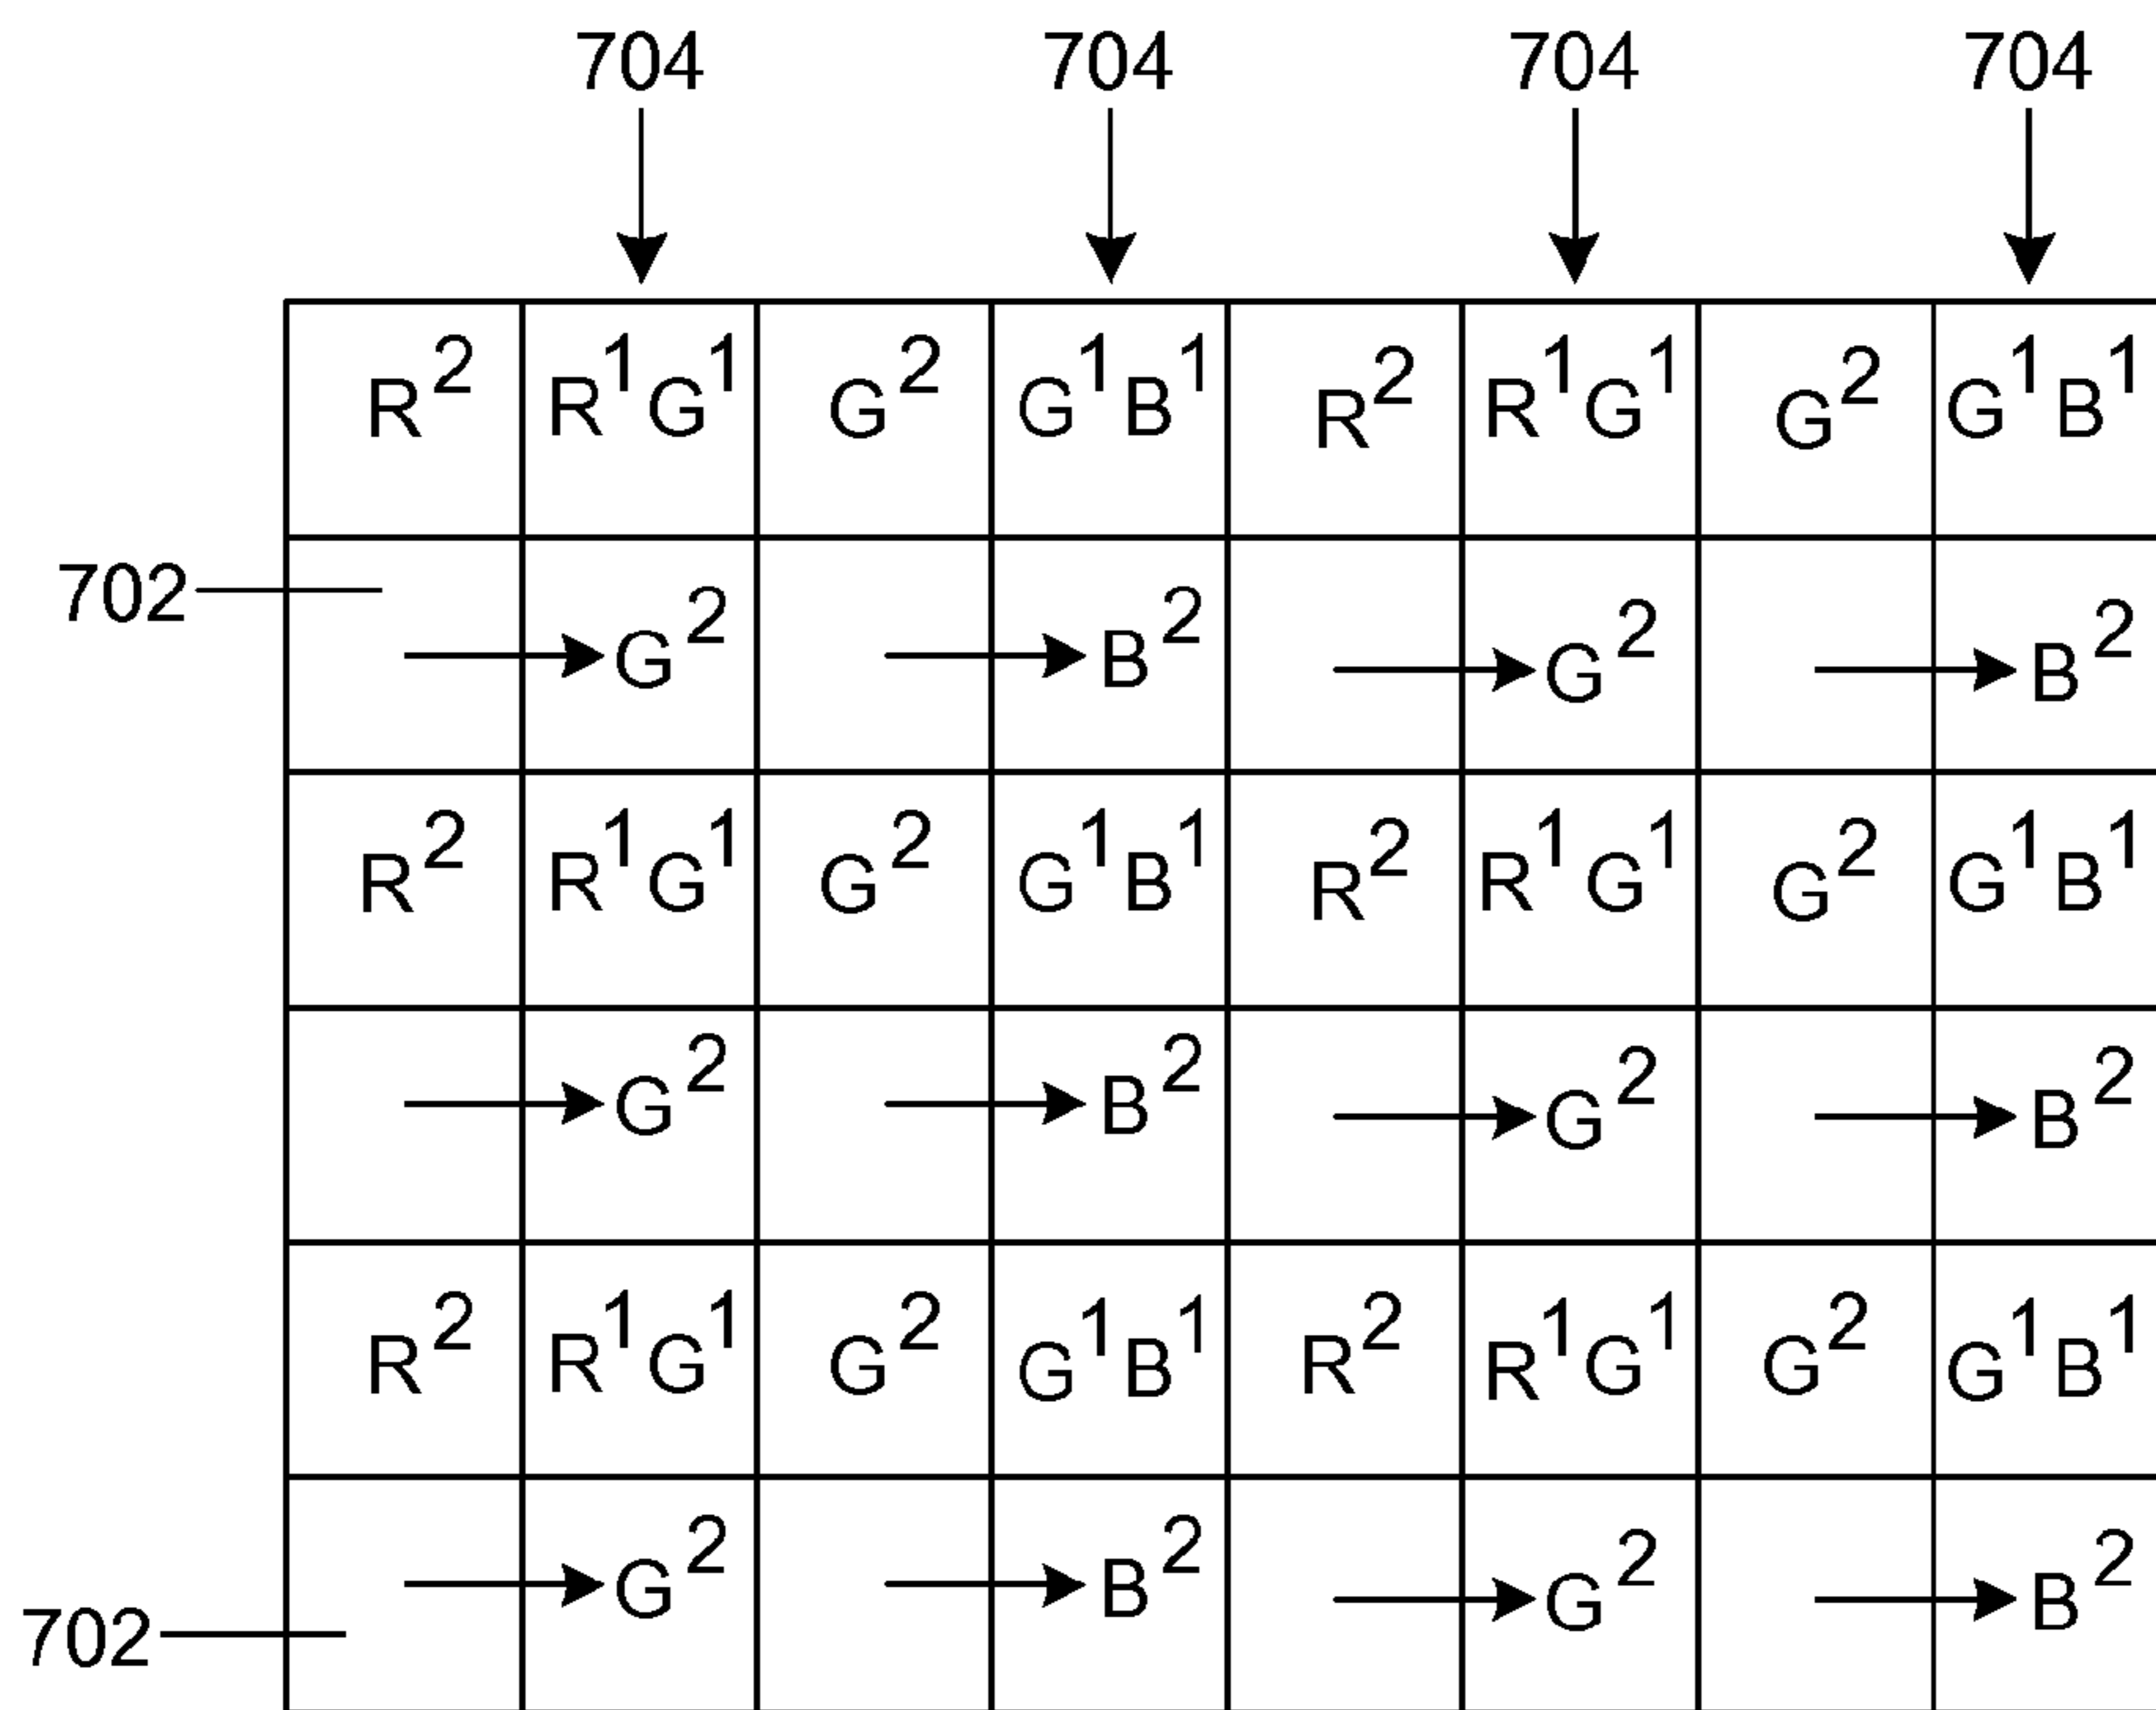 704 704 704 704
R² R¹G¹ G² G¹B¹ R² R¹G¹ G² G¹B¹
702 G² B² G² B²
R² R¹G¹ G² G¹B¹ R² R¹G¹ G² G¹B¹
G² B² G² B²
R² R¹G¹ G² G¹B¹ R² R¹G¹ G² G¹B¹
G² B² G² B²
702